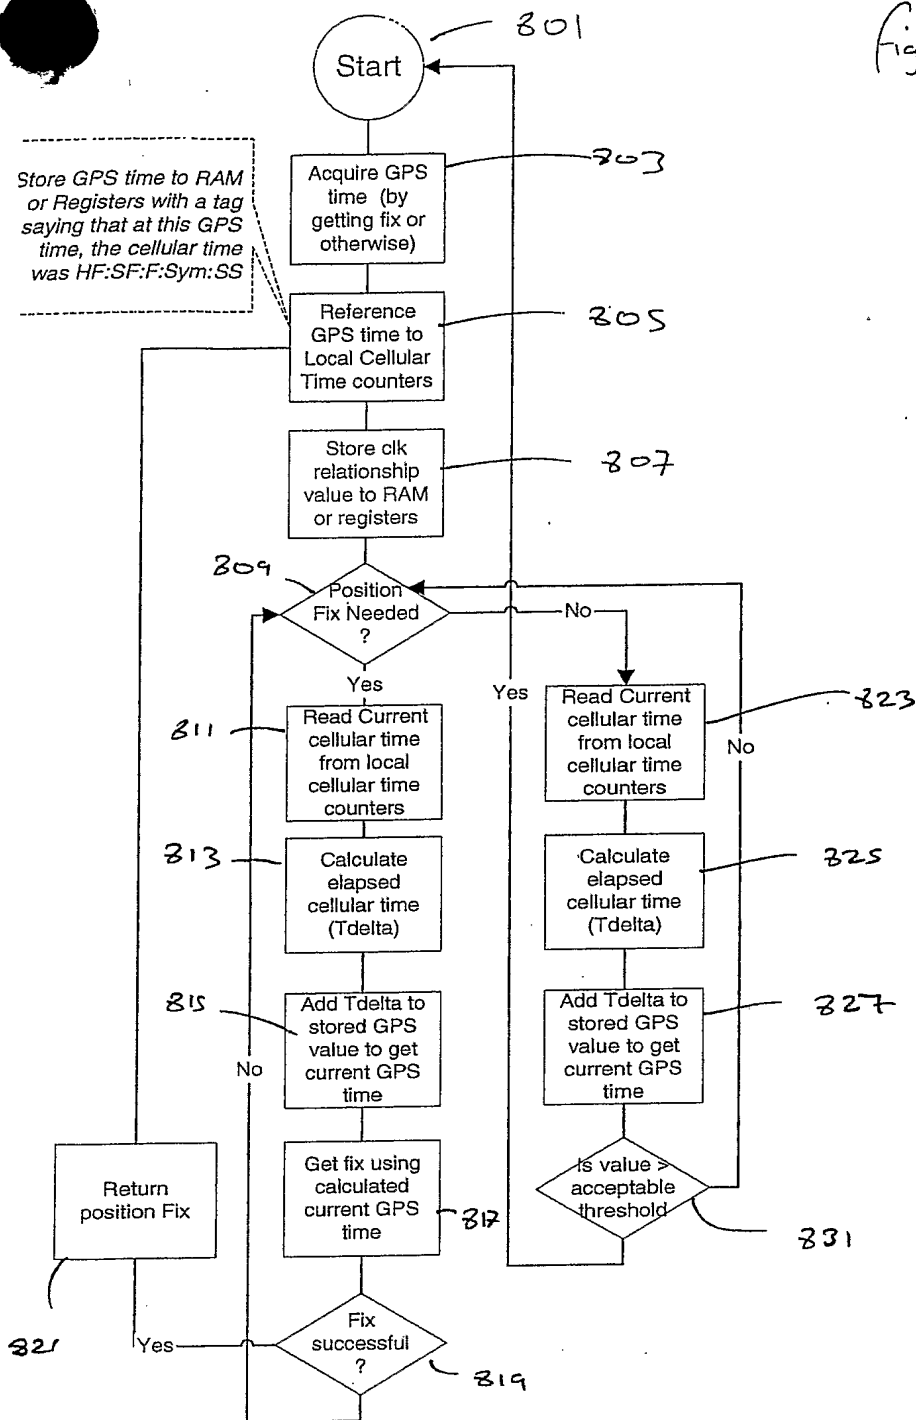 801
Fig
Start
803
Acquire GPS
time (by
getting fix or
otherwise)
Store GPS time to RAM
or Registers with a tag
saying that at this GPS
time, the cellular time
was HF:SF:F:Sym:SS
805
Reference
GPS time to
Local Cellular
Time counters
807
Store clk
relationship
value to RAM
or registers
809
Position
Fix Needed
?
No
Yes
Yes
811
Read Current
cellular time
from local
cellular time
counters
823
Read Current
cellular time
from local
cellular time
counters
No
813
Calculate
elapsed
cellular time
(Tdelta)
825
Calculate
elapsed
cellular time
(Tdelta)
815
Add Tdelta to
stored GPS
value to get
current GPS
time
827
Add Tdelta to
stored GPS
value to get
current GPS
time
No
Return
position Fix
Get fix using
calculated
current GPS
time
817
Is value >
acceptable
threshold
831
821
Yes
Fix
successful
?
819